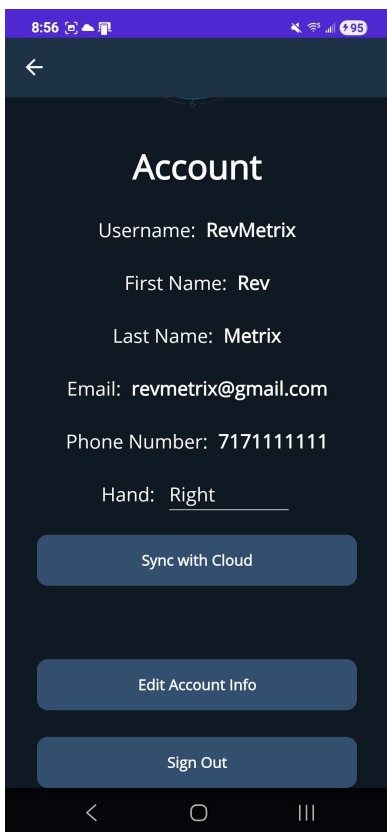 8:56 95
Account
Username: RevMetrix
First Name: Rev
Last Name: Metrix
Email: revmetrix@gmail.com
Phone Number: 7171111111
Hand: Right
Sync with Cloud
Edit Account Info
Sign Out